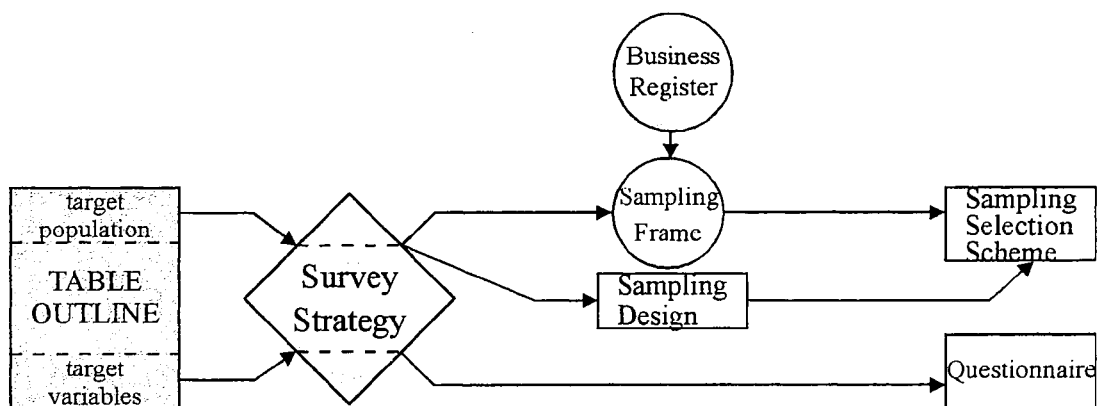 Business
Register
target
population
TABLE
OUTLINE
target
variables
Survey
Strategy
Sampling
Frame
Sampling
Design
Sampling
Selection
Scheme
Questionnaire